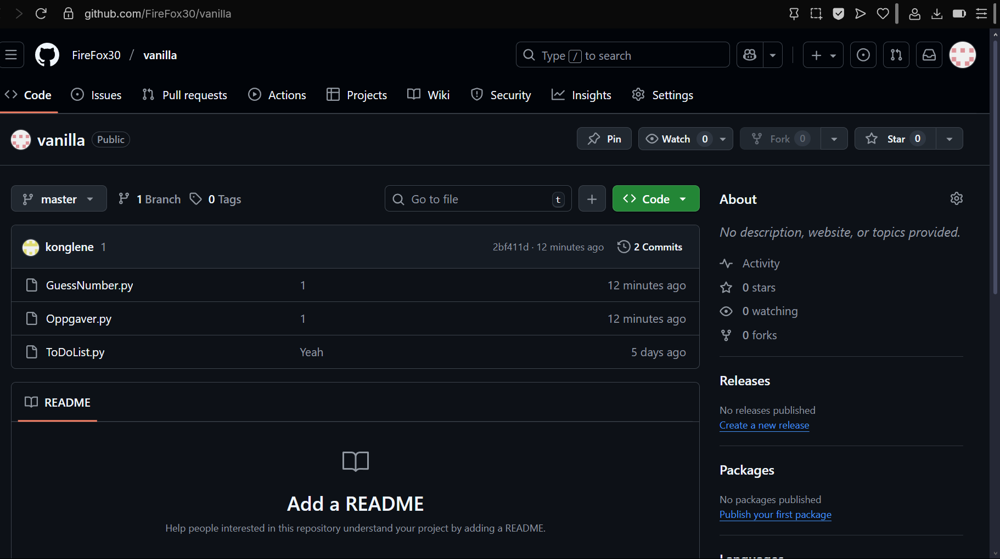 github.com/FireFox30/vanilla
FireFox30 / vanilla
Type / to search
Code Issues Pull requests Actions Projects Wiki Security Insights Settings
vanilla Public
Pin Watch 0 Fork 0 Star 0
master 1 Branch 0 Tags
Go to file t
Code
konglene 1
2bf411d · 12 minutes ago 2 Commits
GuessNumber.py 1 12 minutes ago
Oppgaver.py 1 12 minutes ago
ToDoList.py Yeah 5 days ago
README
Add a README
Help people interested in this repository understand your project by adding a README.
About
No description, website, or topics provided.
Activity
0 stars
0 watching
0 forks
Releases
No releases published
Create a new release
Packages
No packages published
Publish your first package